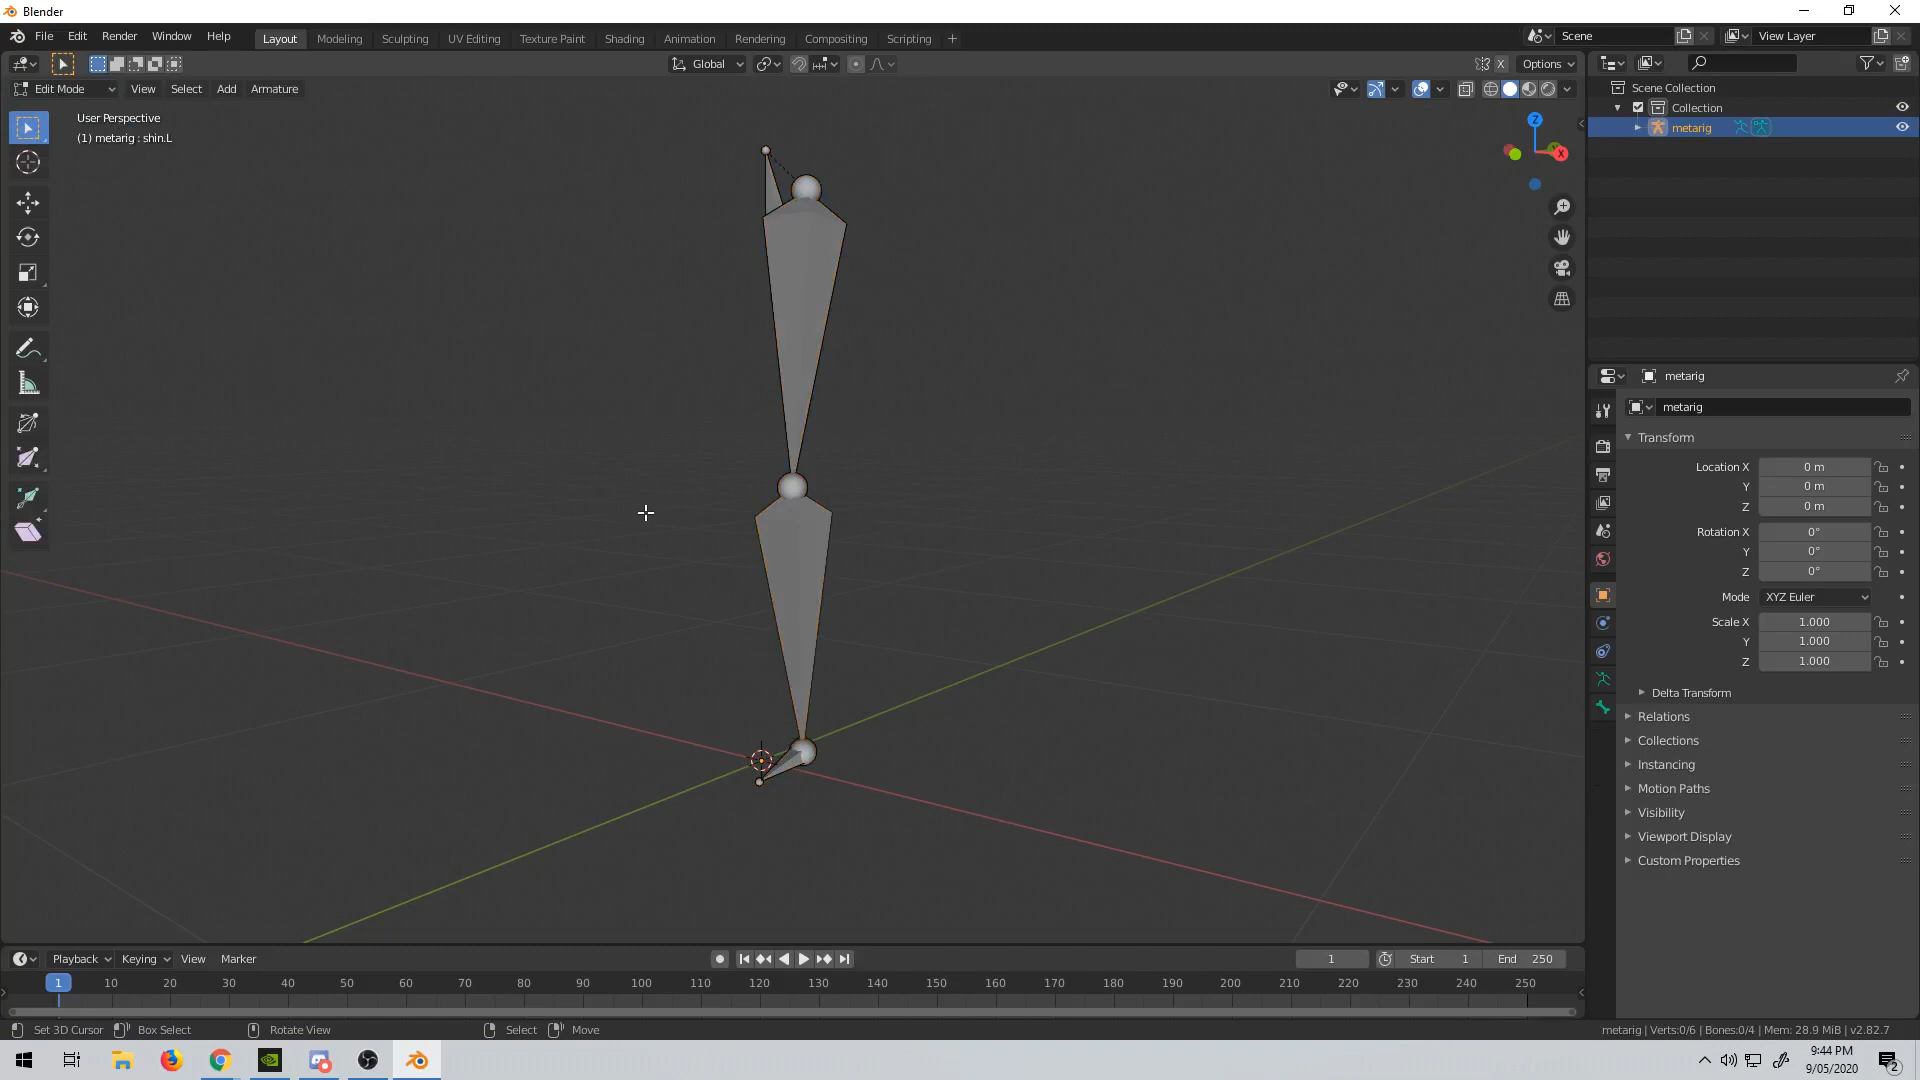 Blender
File Edit Render Window Help Layout Modeling Sculpting UV Editing Texture Paint Shading Animation Rendering Compositing Scripting + Scene View Layer
Global X Options
Edit Mode View Select Add Armature
User Perspective
(1) metarig : shin.L
Z
X
Scene Collection
Collection
metarig
metarig
metarig
Transform
Location X 0 m
Y 0 m
Z 0 m
Rotation X 0°
Y 0°
Z 0°
Mode XYZ Euler
Scale X 1.000
Y 1.000
Z 1.000
Delta Transform
Relations
Collections
Instancing
Motion Paths
Visibility
Viewport Display
Custom Properties
Playback Keying View Marker 1 Start 1 End 250
1 10 20 30 40 50 60 70 80 90 100 110 120 130 140 150 160 170 180 190 200 210 220 230 240 250
Set 3D Cursor Box Select Rotate View Select Move metarig | Verts:0/6 | Bones:0/4 | Mem: 28.9 MiB | v2.82.7
9:44 PM
9/05/2020
2